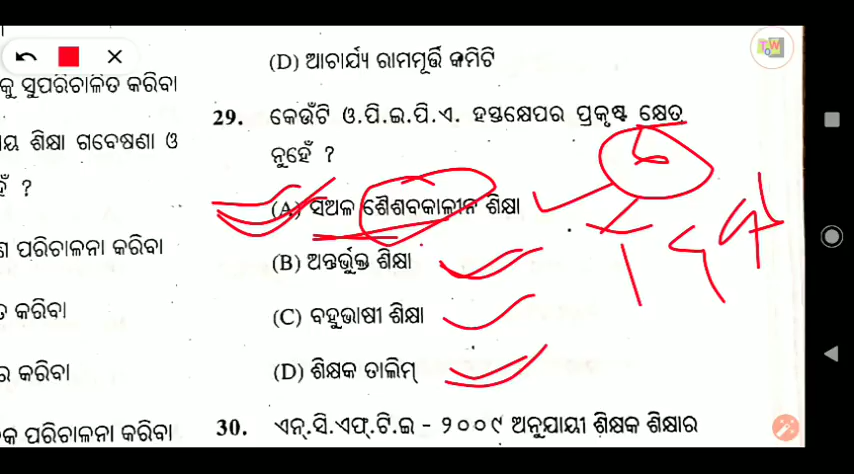 (D) ଆଚାର୍ଯ୍ୟ ରାମମୂର୍ତ୍ତି କମିଟି
କୁ ସୁପରିଚାଳିତ କରିବା
29. କେଉଁଟି ଓ.ପି.ଇ.ପି.ଏ. ହସ୍ତକ୍ଷେପର ପ୍ରକୃଷ୍ଟ କ୍ଷେତ୍ର
ୟ ଶିକ୍ଷା ଗବେଷଣା ଓ
ନୁହେଁ ?
ହଁ ?
(A) ସଅଳ ଶୈଶବକାଳୀନ ଶିକ୍ଷା
ଣ ପରିଚାଳନା କରିବା
(B) ଅନ୍ତର୍ଭୁକ୍ତ ଶିକ୍ଷା
ତ କରିବା
(C) ବହୁଭାଷୀ ଶିକ୍ଷା
ର କରିବା
(D) ଶିକ୍ଷକ ତାଲିମ୍
କ ପରିଚାଳନା କରିବା
30. ଏନ୍.ସି.ଏଫ୍.ଟି.ଇ - ୨୦୦୯ ଅନୁଯାୟୀ ଶିକ୍ଷକ ଶିକ୍ଷାର